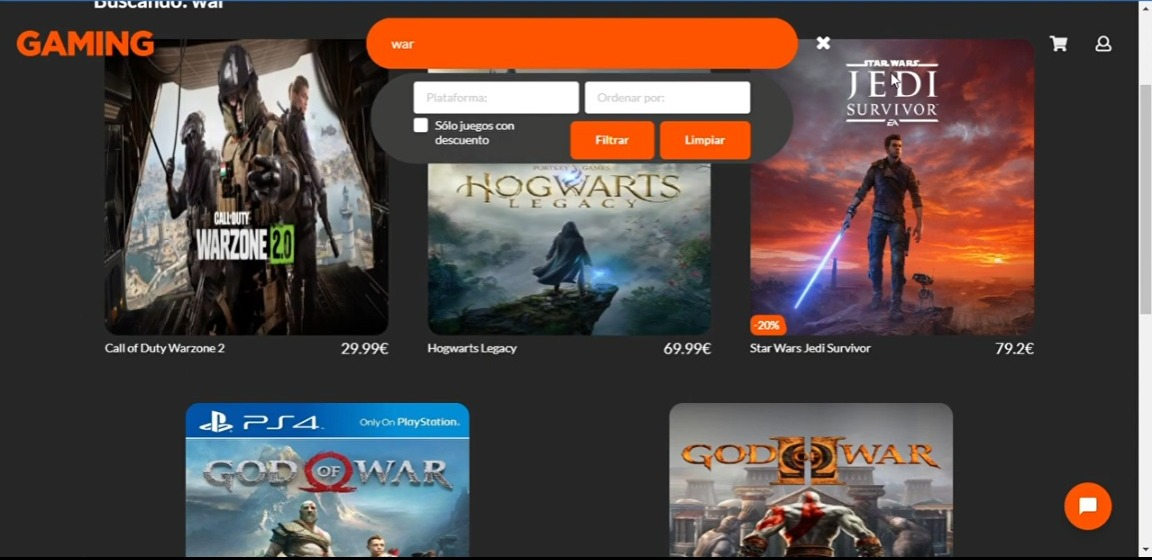 Buscando: war
GAMING
war
Plataforma:
Ordenar por:
Sólo juegos con
descuento
Filtrar
Limpiar
CALL OF DUTY
WARZONE 2.0
PORTKEY GAMES
HOGWARTS
LEGACY
STAR WARS
JEDI
SURVIVOR
EA
-20%
Call of Duty Warzone 2
29.99€
Hogwarts Legacy
69.99€
Star Wars Jedi Survivor
79.2€
PS4
Only On PlayStation.
GOD OF WAR
GOD OF WAR
II